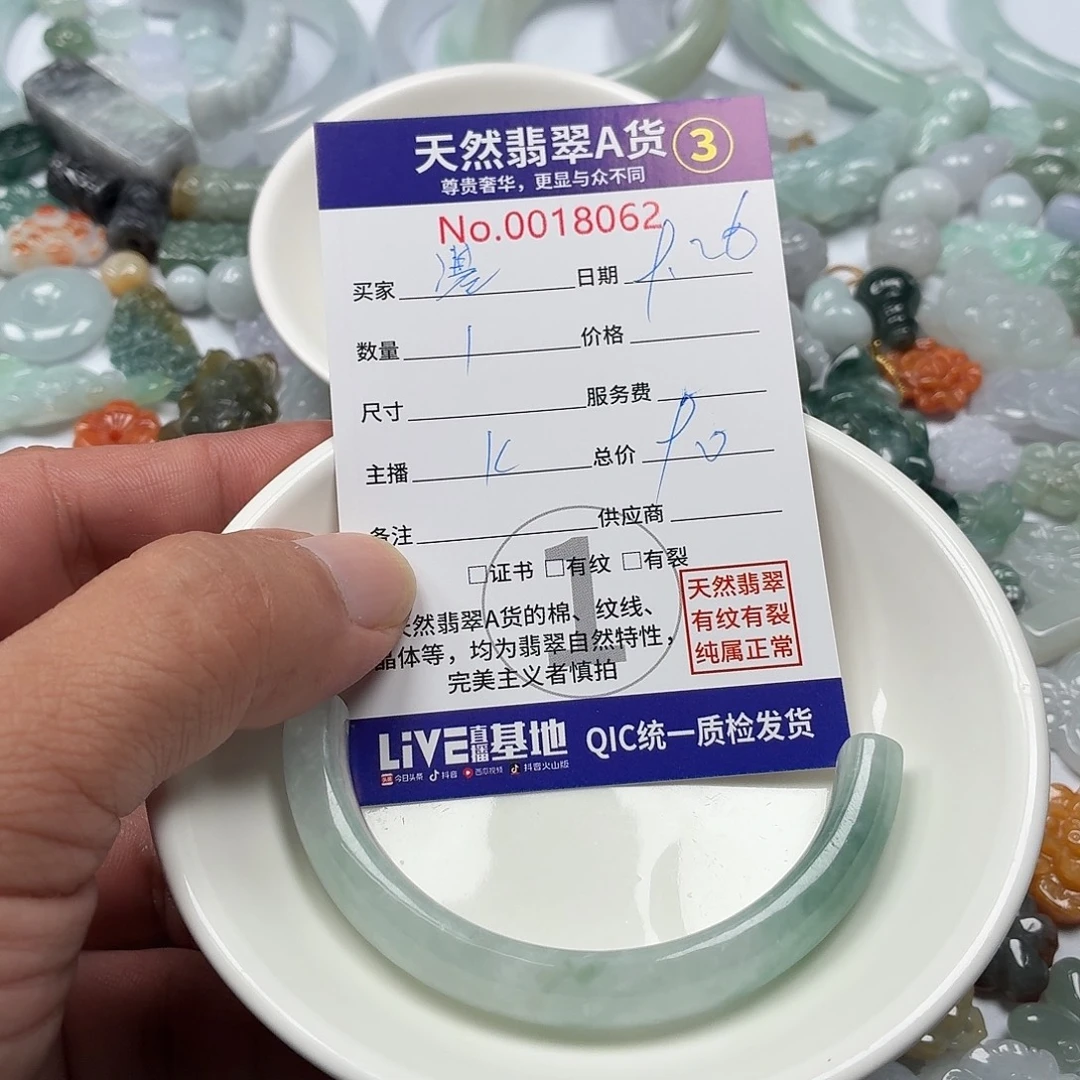 天然翡翠A货 ③
尊贵奢华，更显与众不同
No.0018062
买家 日期
数量 1 价格
尺寸 服务费
主播 K 总价
备注 供应商
□证书 □有纹 □有裂
1
天然翡翠A货的棉、纹线、
晶体等，均为翡翠自然特性，
完美主义者慎拍
天然翡翠
有纹有裂
纯属正常
LiVE直播基地 QIC统一质检发货
头条 今日头条 抖音 西瓜视频 抖音火山版